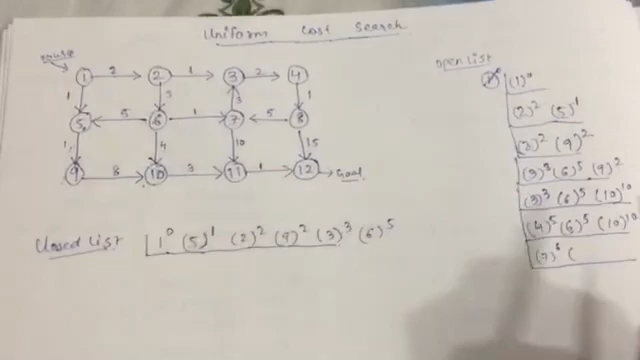 Uniform Cost Search
source
1 2 2 1 3 2 4
1 3 3 1
5 5 6 1 7 5 8
1 4 10 15
9 8 10 3 11 1 12 Goal
open list
(1)⁰
(2)² (5)¹
(2)² (9)²
(3)³ (6)⁵ (9)²
(3)³ (6)⁵ (10)¹⁰
(4)⁵ (6)⁵ (10)¹⁰
(7)⁶ (
Closed List 1⁰ (5)¹ (2)² (9)² (3)³ (6)⁵